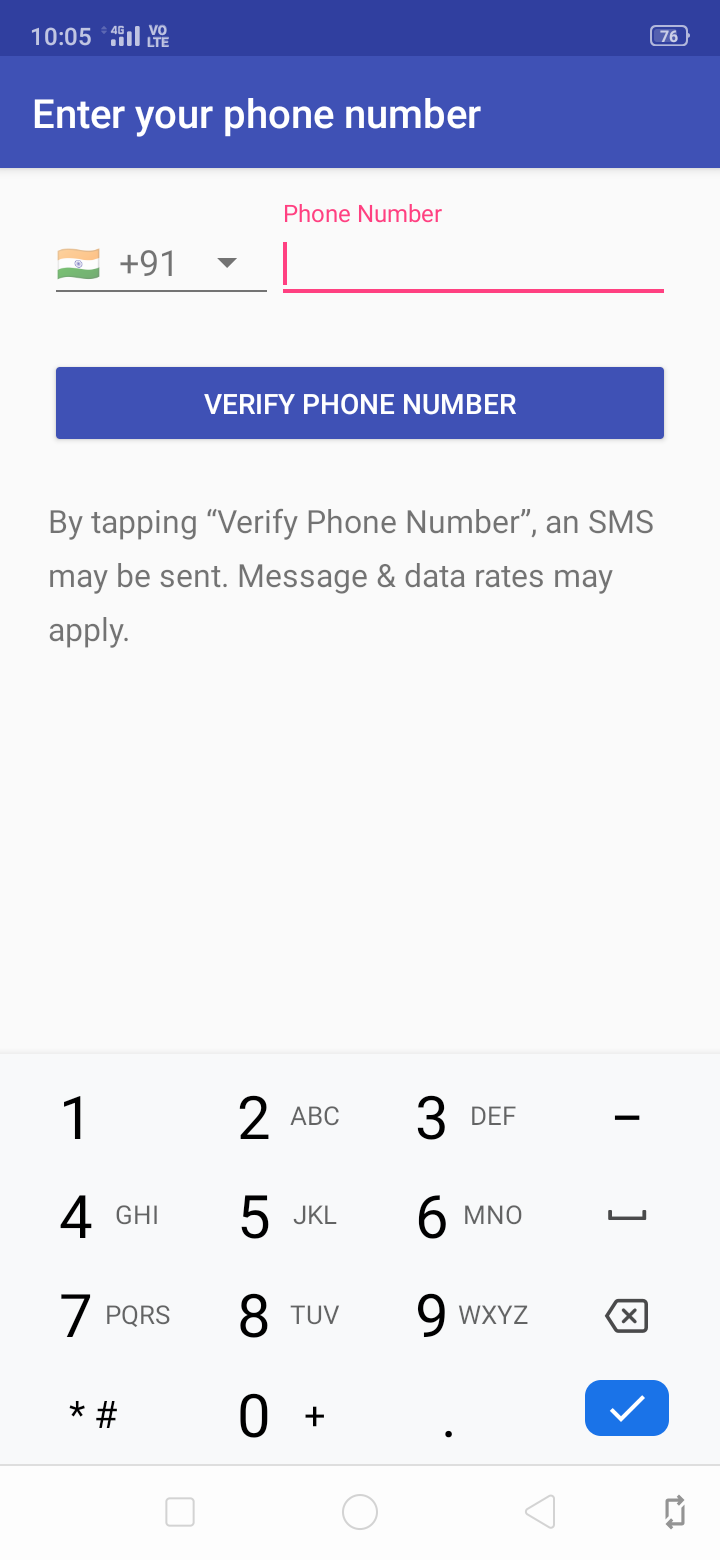 10:05 4G VO LTE 76
Enter your phone number
Phone Number
+91
VERIFY PHONE NUMBER
By tapping “Verify Phone Number”, an SMS
may be sent. Message & data rates may
apply.
1 2 ABC 3 DEF –
4 GHI 5 JKL 6 MNO
7 PQRS 8 TUV 9 WXYZ
* # 0 + .